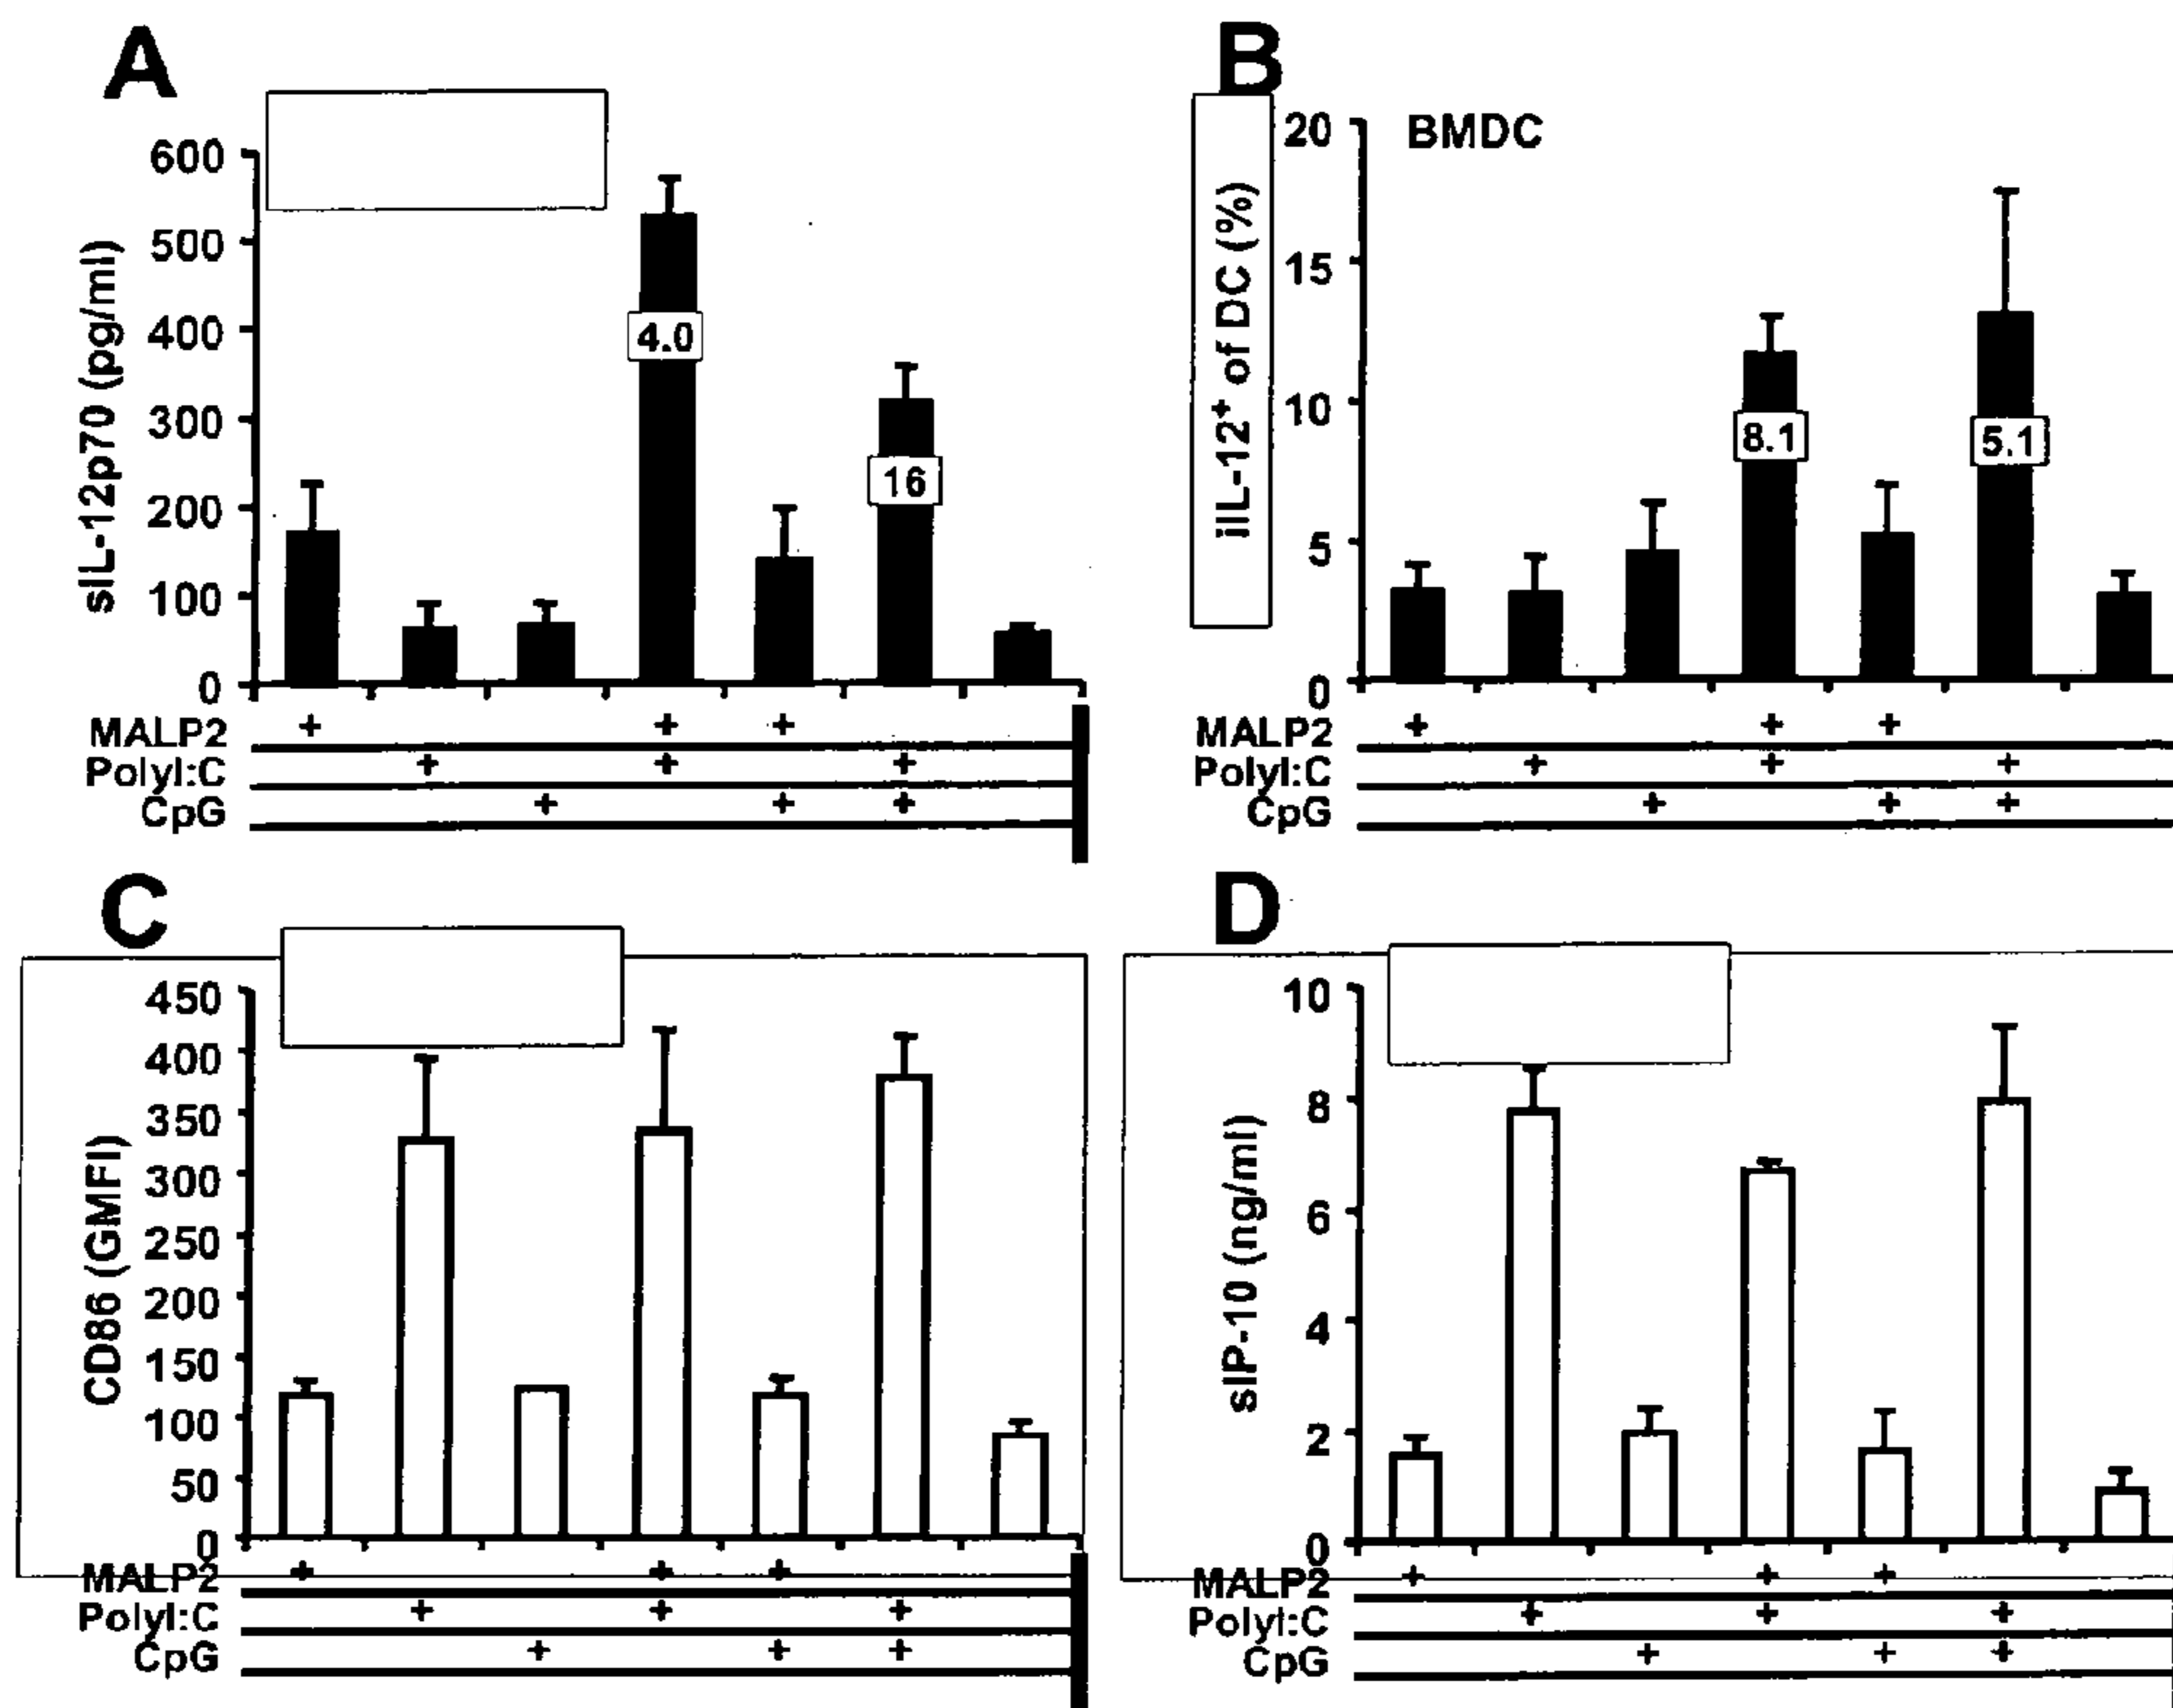 A
600
500
400
300
200
100
0
sIL-12p70 (pg/ml)
4.0
16
MALP2 + + +
PolyI:C + + +
CpG + + +
B
BMDC
20
15
10
5
0
iIL-12+ of DC (%)
8.1
5.1
MALP2 + + +
PolyI:C + + +
CpG + + +
C
450
400
350
300
250
200
150
100
50
0
CD86 (GMFI)
MALP2 + + +
PolyI:C + + +
CpG + + +
D
10
8
6
4
2
0
sIP-10 (ng/ml)
MALP2 + + +
PolyI:C + + +
CpG + + +